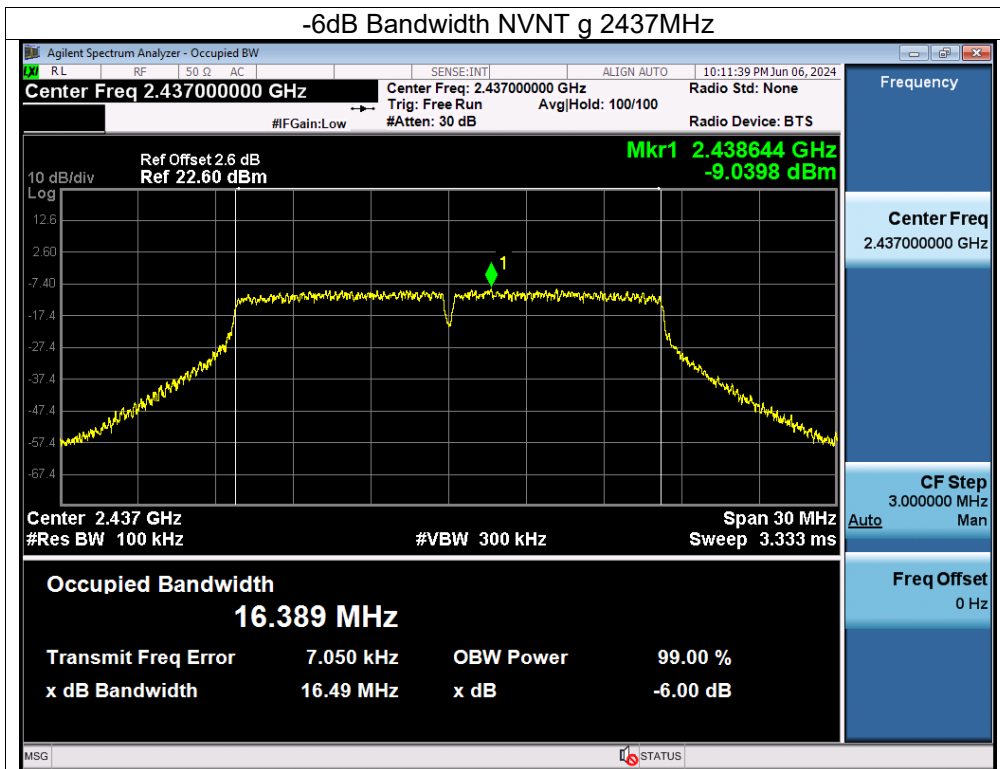 -6dB Bandwidth NVNT g 2437MHz
Agilent Spectrum Analyzer - Occupied BW
LXI RL RF 50 Ω AC SENSE:INT ALIGN AUTO 10:11:39 PM Jun 06, 2024
Center Freq 2.437000000 GHz
Center Freq: 2.437000000 GHz Radio Std: None
Trig: Free Run Avg|Hold: 100/100
#IFGain:Low #Atten: 30 dB Radio Device: BTS
Ref Offset 2.6 dB
10 dB/div Ref 22.60 dBm
Mkr1 2.438644 GHz
-9.0398 dBm
Log
12.6
2.60
-7.40
-17.4
-27.4
-37.4
-47.4
-57.4
-67.4
1
Center 2.437 GHz Span 30 MHz
#Res BW 100 kHz #VBW 300 kHz Sweep 3.333 ms
Occupied Bandwidth
16.389 MHz
Transmit Freq Error 7.050 kHz OBW Power 99.00 %
x dB Bandwidth 16.49 MHz x dB -6.00 dB
MSG STATUS
Frequency
Center Freq
2.437000000 GHz
CF Step
3.000000 MHz
Auto Man
Freq Offset
0 Hz